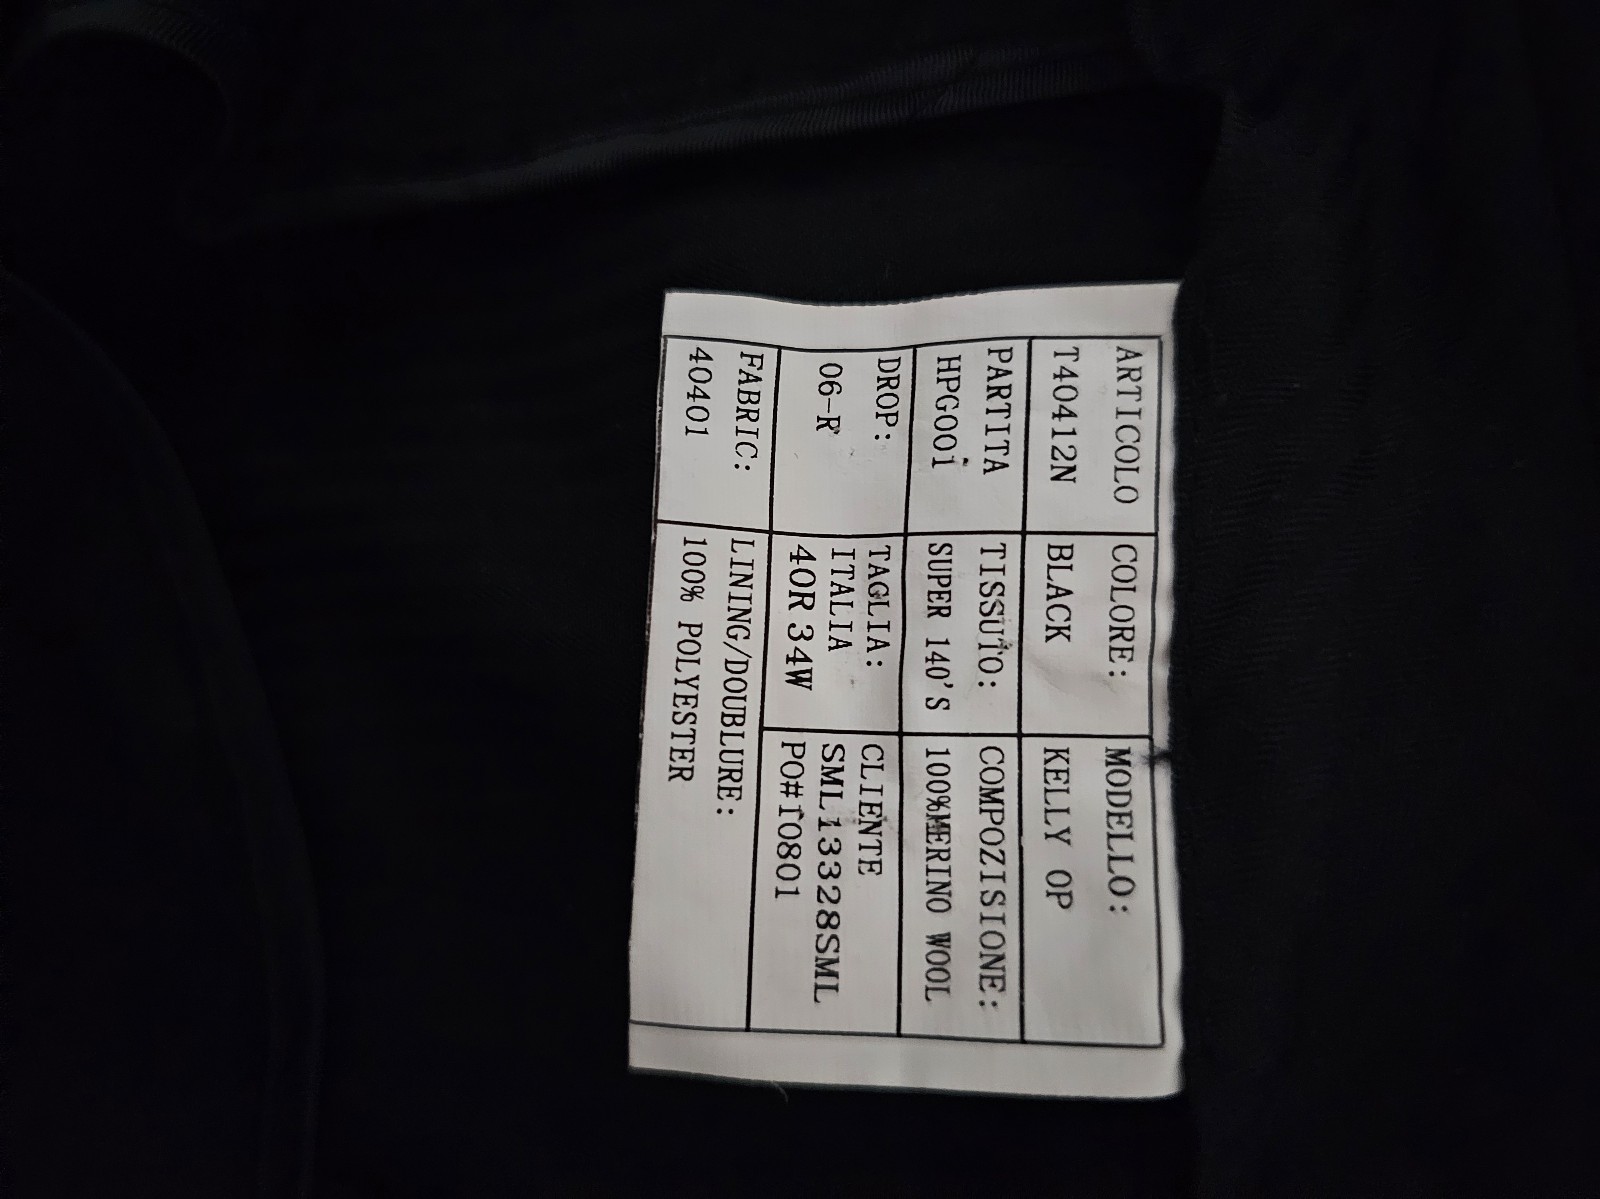 ARTICOLO
T40412N
COLORE:
BLACK
MODELLO:
KELLY OP
PARTITA
HPG001
TISSUTO:
SUPER 140'S
COMPOZISIONE:
100%MERINO WOOL
DROP:
06-R
TAGLIA:
ITALIA
40R 34W
CLIENTE
SML13328SML
PO#10801
FABRIC:
40401
LINING/DOUBLURE:
100% POLYESTER